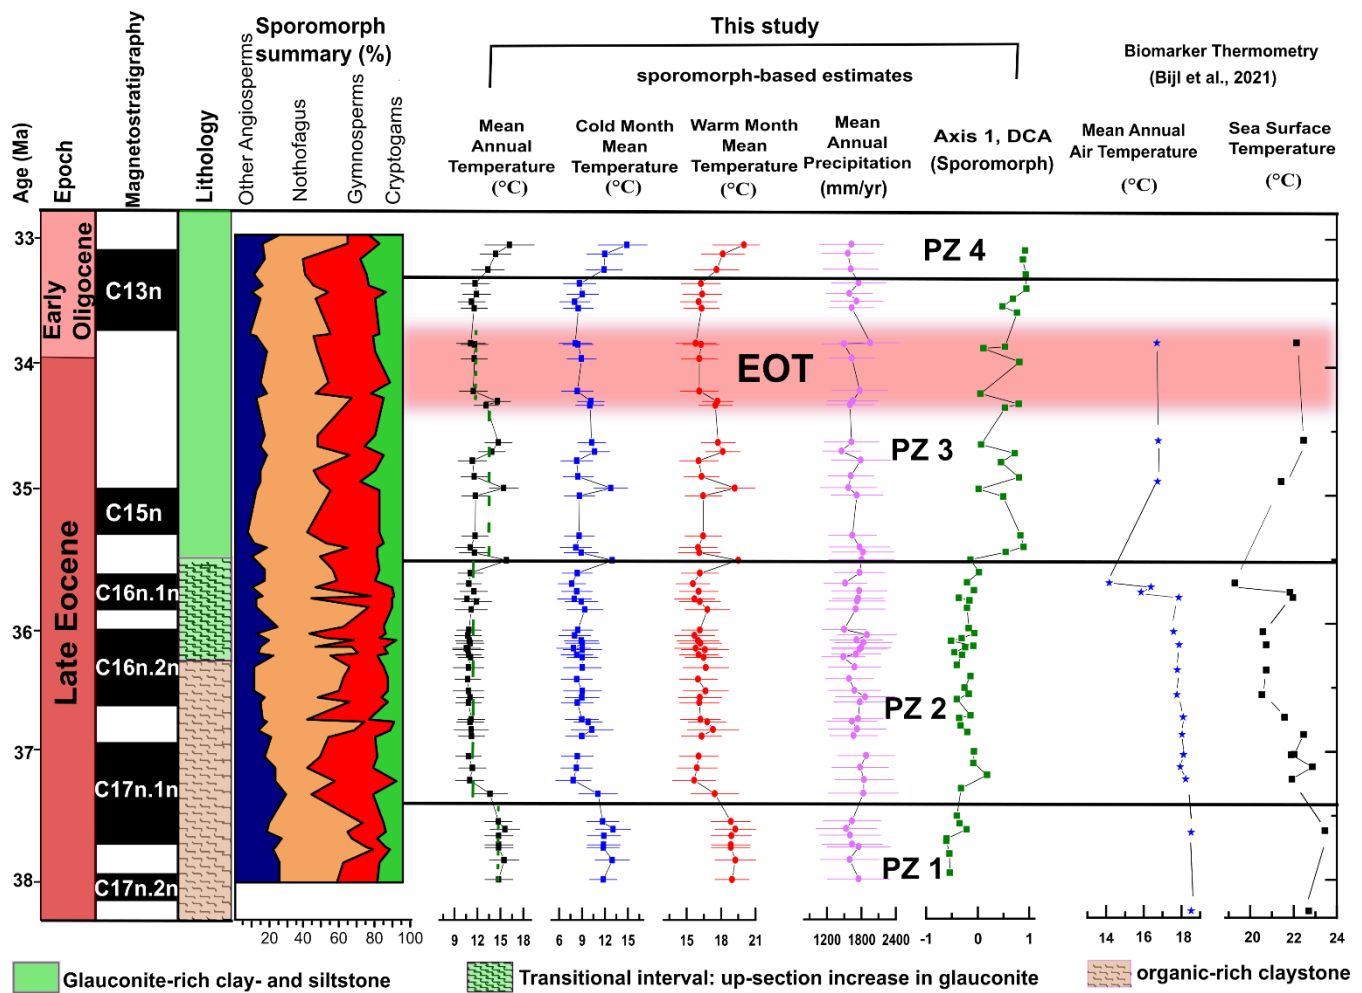 Sporomorph
summary (%)
This study
sporomorph-based estimates
Biomarker Thermometry
(Bijl et al., 2021)
Age (Ma)
Epoch
Magnetostratigraphy
Lithology
Other Angiosperms
Nothofagus
Gymnosperms
Cryptogams
Mean
Annual
Temperature
(°C)
Cold Month
Mean
Temperature
(°C)
Warm Month
Mean
Temperature
(°C)
Mean
Annual
Precipitation
(mm/yr)
Axis 1, DCA
(Sporomorph)
Mean Annual
Air Temperature
(°C)
Sea Surface
Temperature
(°C)
33
34
35
36
37
38
Early
Oligocene
Late Eocene
C13n
C15n
C16n.1n
C16n.2n
C17n.1n
C17n.2n
PZ 4
EOT
PZ 3
PZ 2
PZ 1
20 40 60 80 100
9 12 15 18
6 9 12 15
15 18 21
1200 1800 2400
-1 0 1
14 16 18
20 22 24
Glauconite-rich clay- and siltstone
Transitional interval: up-section increase in glauconite
organic-rich claystone